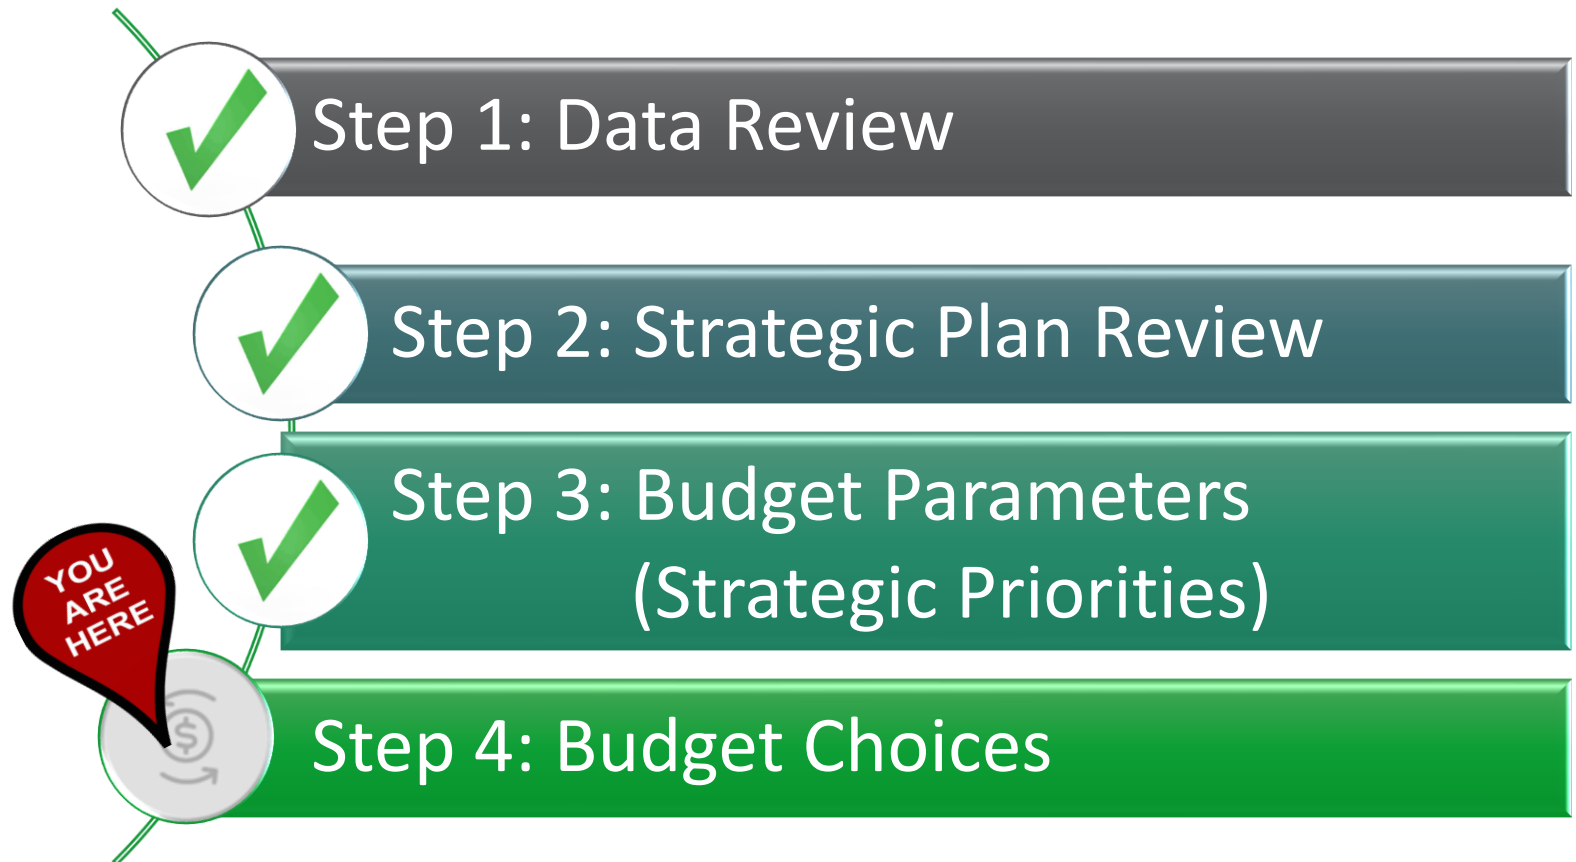 Step 1: Data Review
Step 2: Strategic Plan Review
Step 3: Budget Parameters
(Strategic Priorities)
YOU
ARE
HERE
$
Step 4: Budget Choices